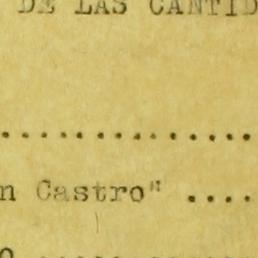 DE LAS CANTID
....................
n Castro" ....
o ..........